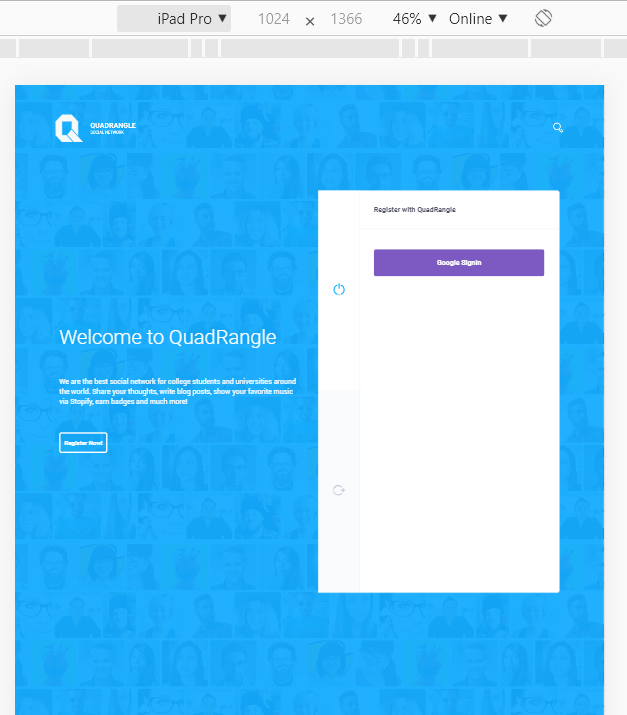 iPad Pro ▼ 1024 × 1366 46% ▼ Online ▼
QUADRANGLE
SOCIAL NETWORK
Register with QuadRangle
Google SignIn
Welcome to QuadRangle
We are the best social network for college students and universities around
the world. Share your thoughts, write blog posts, show your favorite music
via Stopify, earn badges and much more!
Register Now!